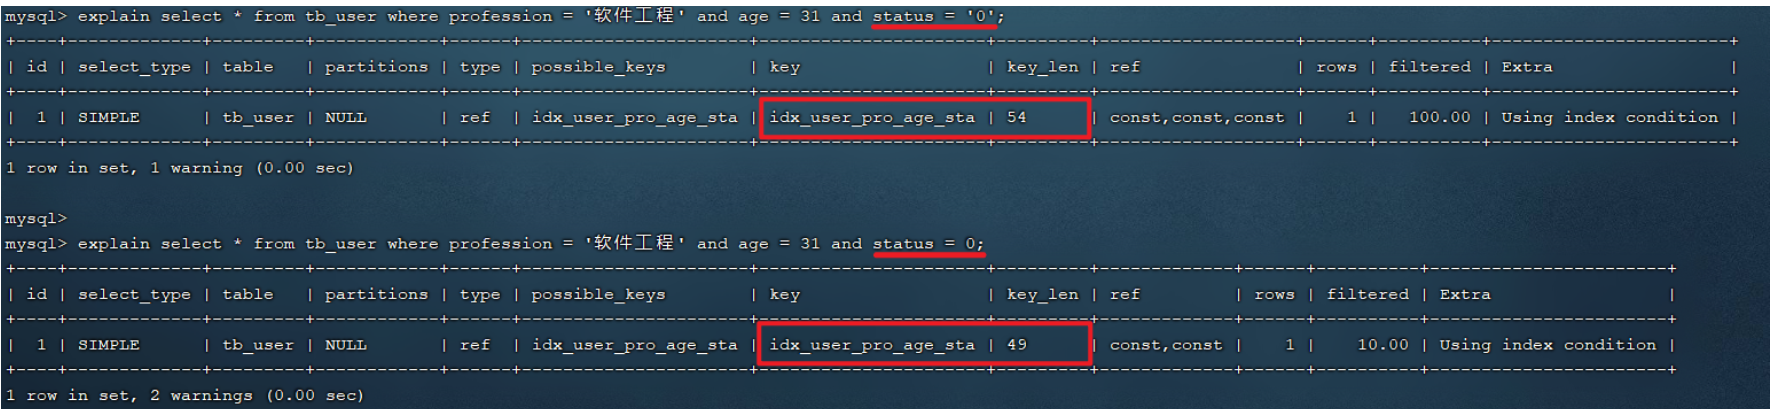 mysql> explain select * from tb_user where profession = '软件工程' and age = 31 and status = '0';
+----+-------------+---------+------------+------+----------------------+----------------------+---------+-------------------+------+----------+-----------------------+
| id | select_type | table | partitions | type | possible_keys | key | key_len | ref | rows | filtered | Extra |
+----+-------------+---------+------------+------+----------------------+----------------------+---------+-------------------+------+----------+-----------------------+
| 1 | SIMPLE | tb_user | NULL | ref | idx_user_pro_age_sta | idx_user_pro_age_sta | 54 | const,const,const | 1 | 100.00 | Using index condition |
+----+-------------+---------+------------+------+----------------------+----------------------+---------+-------------------+------+----------+-----------------------+
1 row in set, 1 warning (0.00 sec)
mysql>
mysql> explain select * from tb_user where profession = '软件工程' and age = 31 and status = 0;
+----+-------------+---------+------------+------+----------------------+----------------------+---------+-------------+------+----------+-----------------------+
| id | select_type | table | partitions | type | possible_keys | key | key_len | ref | rows | filtered | Extra |
+----+-------------+---------+------------+------+----------------------+----------------------+---------+-------------+------+----------+-----------------------+
| 1 | SIMPLE | tb_user | NULL | ref | idx_user_pro_age_sta | idx_user_pro_age_sta | 49 | const,const | 1 | 10.00 | Using index condition |
+----+-------------+---------+------------+------+----------------------+----------------------+---------+-------------+------+----------+-----------------------+
1 row in set, 2 warnings (0.00 sec)